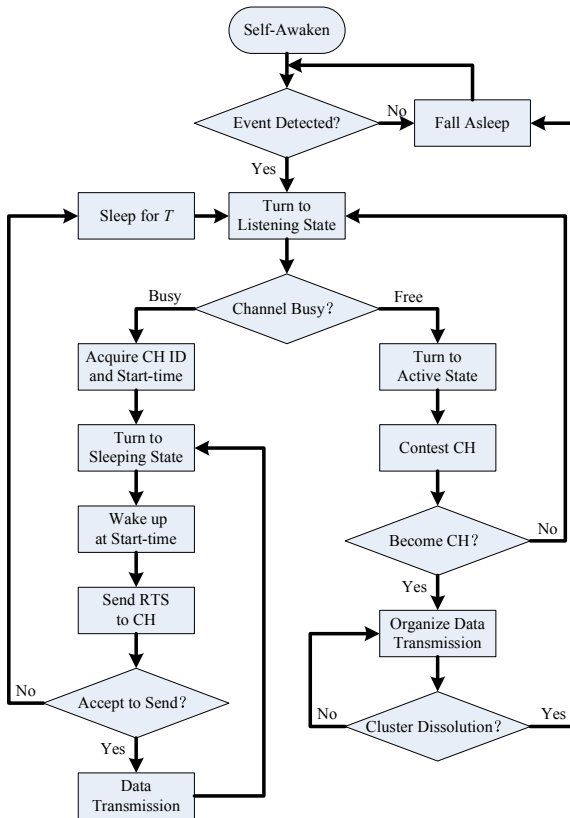 Self-Awaken
Event Detected?
No
Fall Asleep
Yes
Sleep for T
Turn to
Listening State
Busy
Channel Busy?
Free
Acquire CH ID
and Start-time
Turn to
Active State
Turn to
Sleeping State
Contest CH
Wake up
at Start-time
Become CH?
No
Yes
Send RTS
to CH
Organize Data
Transmission
No
Accept to Send?
Yes
No
Cluster Dissolution?
Yes
Data
Transmission